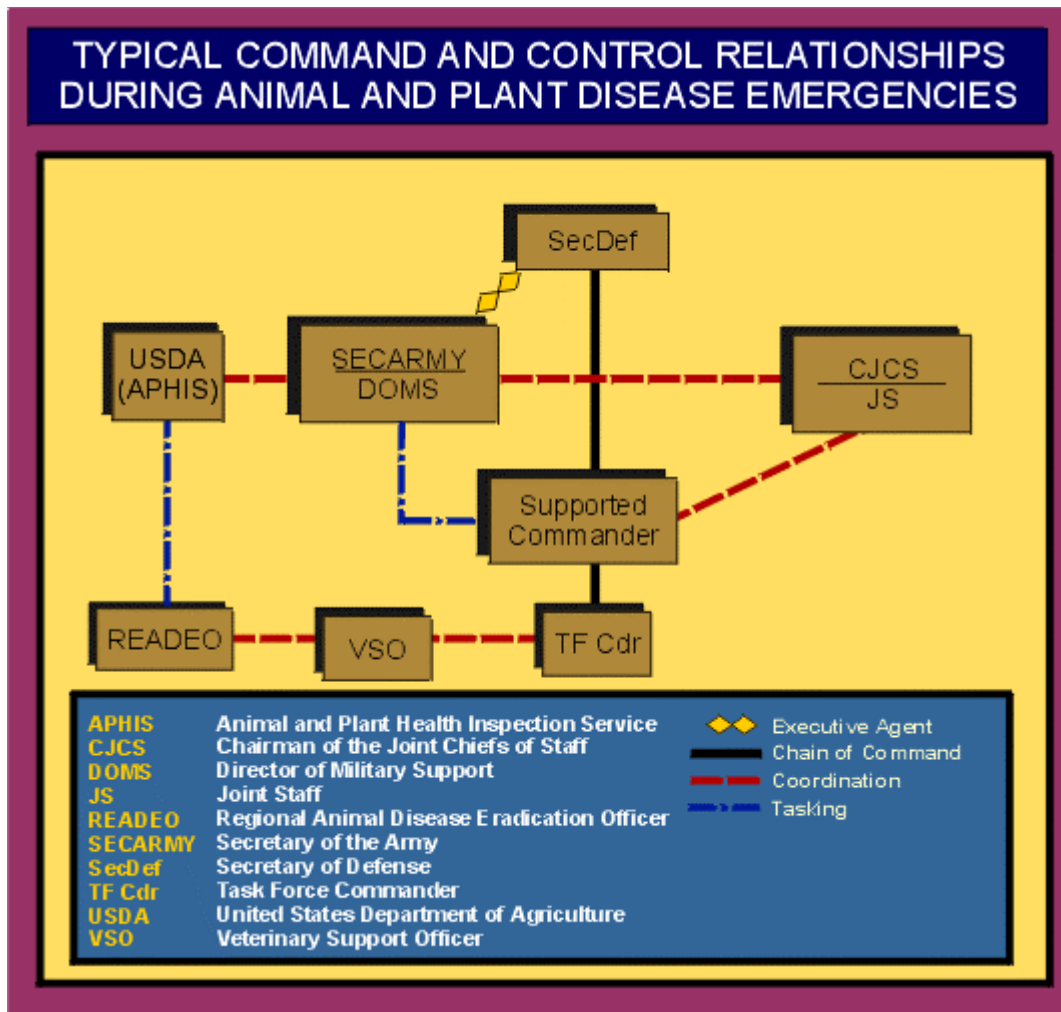 TYPICAL COMMAND AND CONTROL RELATIONSHIPS
DURING ANIMAL AND PLANT DISEASE EMERGENCIES
SecDef
USDA
(APHIS)
SECARMY
DOMS
CJCS
JS
Supported
Commander
READEO
VSO
TF Cdr
APHIS Animal and Plant Health Inspection Service
CJCS Chairman of the Joint Chiefs of Staff
DOMS Director of Military Support
JS Joint Staff
READEO Regional Animal Disease Eradication Officer
SECARMY Secretary of the Army
SecDef Secretary of Defense
TF Cdr Task Force Commander
USDA United States Department of Agriculture
VSO Veterinary Support Officer
Executive Agent
Chain of Command
Coordination
Tasking